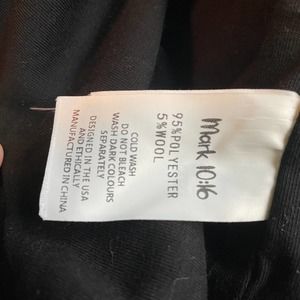 Mark 10:16
95%POLYESTER
5%WOOL
COLD WASH
DO NOT BLEACH
WASH DARK COLOURS
SEPARATELY
DESIGNED IN THE USA
AND ETHICALLY
MANUFACTURED IN CHINA